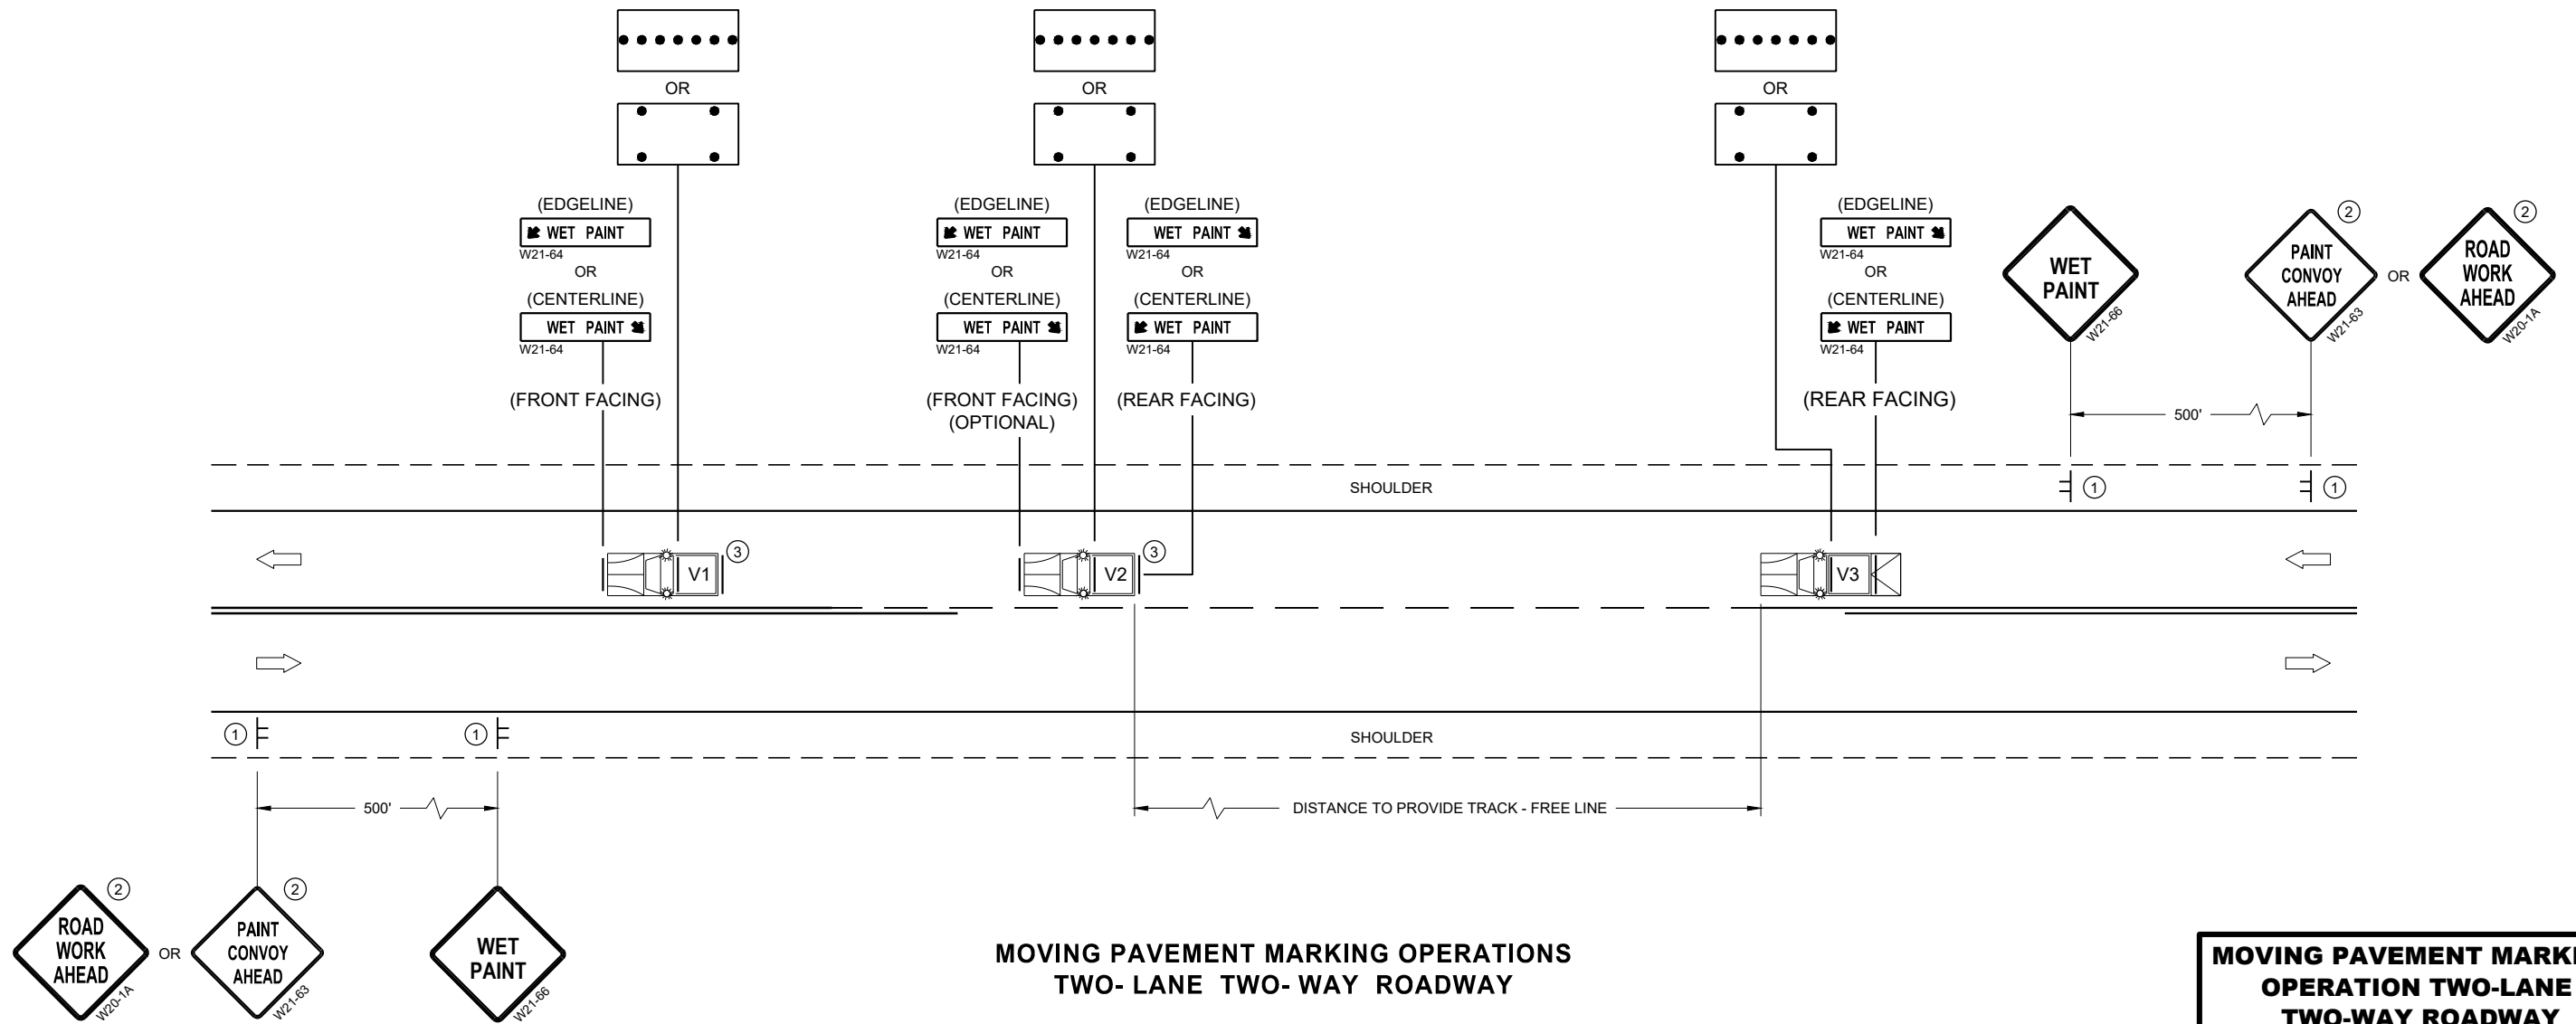 OR
OR
OR
(EDGELINE)
WET PAINT
W21-64
OR
(CENTERLINE)
WET PAINT
W21-64
(FRONT FACING)
(EDGELINE)
WET PAINT
W21-64
OR
(CENTERLINE)
WET PAINT
W21-64
(FRONT FACING)
(OPTIONAL)
(EDGELINE)
WET PAINT
W21-64
OR
(CENTERLINE)
WET PAINT
W21-64
(REAR FACING)
(EDGELINE)
WET PAINT
W21-64
OR
(CENTERLINE)
WET PAINT
W21-64
(REAR FACING)
WET
PAINT
W21-66
2
PAINT
CONVOY
AHEAD
W21-63
OR
2
ROAD
WORK
AHEAD
W20-1A
500'
SHOULDER
1
1
V1
3
V2
3
V3
1
1
SHOULDER
500'
DISTANCE TO PROVIDE TRACK - FREE LINE
2
ROAD
WORK
AHEAD
W20-1A
OR
2
PAINT
CONVOY
AHEAD
W21-63
WET
PAINT
W21-66
MOVING PAVEMENT MARKING OPERATIONS
TWO- LANE TWO- WAY ROADWAY
MOVING PAVEMENT MARKI
OPERATION TWO-LANE
TWO-WAY ROADWAY